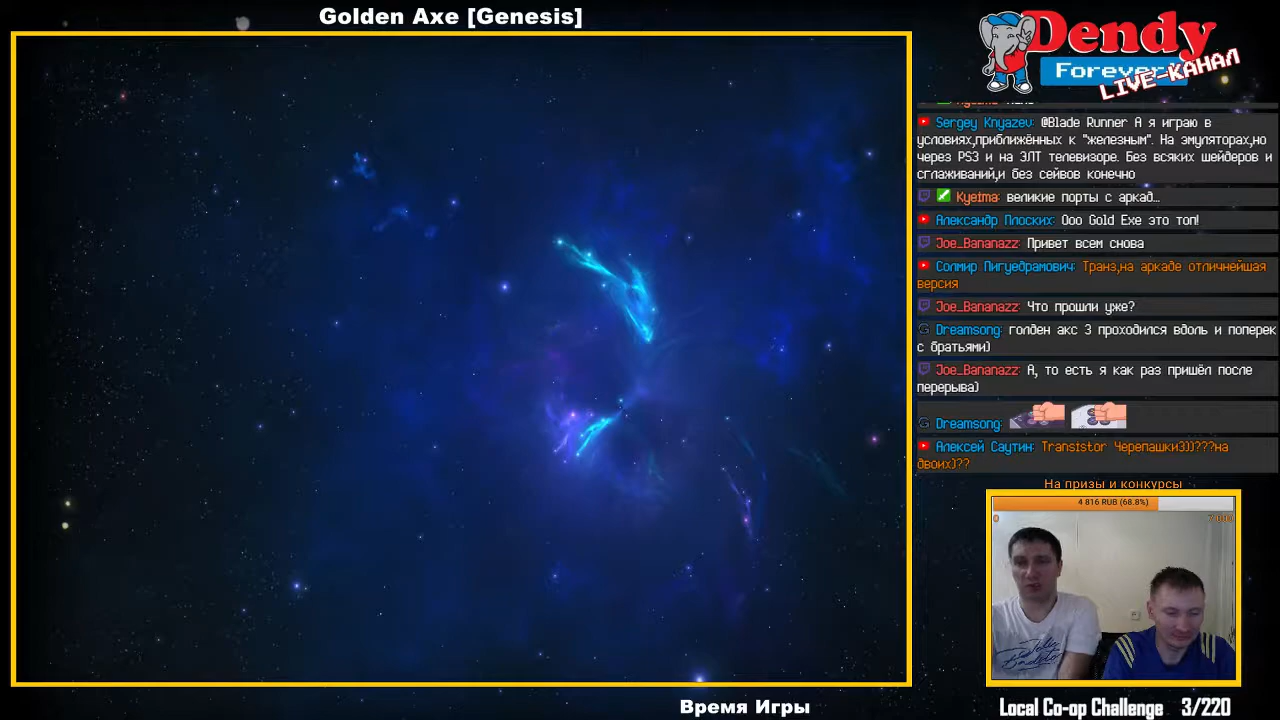 Golden Axe [Genesis]
Dendy
Forever!
LIVE-КАНАЛ
Sergey Knyazev: @Blade Runner А я играю в
условиях,приближённых к "железным". На эмуляторах,но
через PS3 и на ЭЛТ телевизоре. Без всяких шейдеров и
сглаживаний,и без сейвов конечно
Kyeima: великие порты с аркад...
Александр Плоских: Ооо Gold Exe это топ!
Joe_Bananazz: Привет всем снова
Солмир Пигуедрамович: Транз,на аркаде отличнейшая
версия
Joe_Bananazz: Что прошли уже?
Dreamsong: голден акс 3 проходился вдоль и поперек
с братьями)
Joe_Bananazz: А, то есть я как раз пришёл после
перерыва)
Dreamsong:
Алексей Саутин: Transistor Черепашки3))???на
двоих)??
На призы и конкурсы
4 816 RUB (68.8%)
0
Время Игры
Local Co-op Challenge 3/220